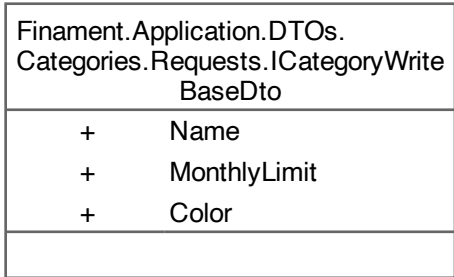 Finament.Application.DTOs.
Categories.Requests.ICategoryWrite
BaseDto
+ Name
+ MonthlyLimit
+ Color